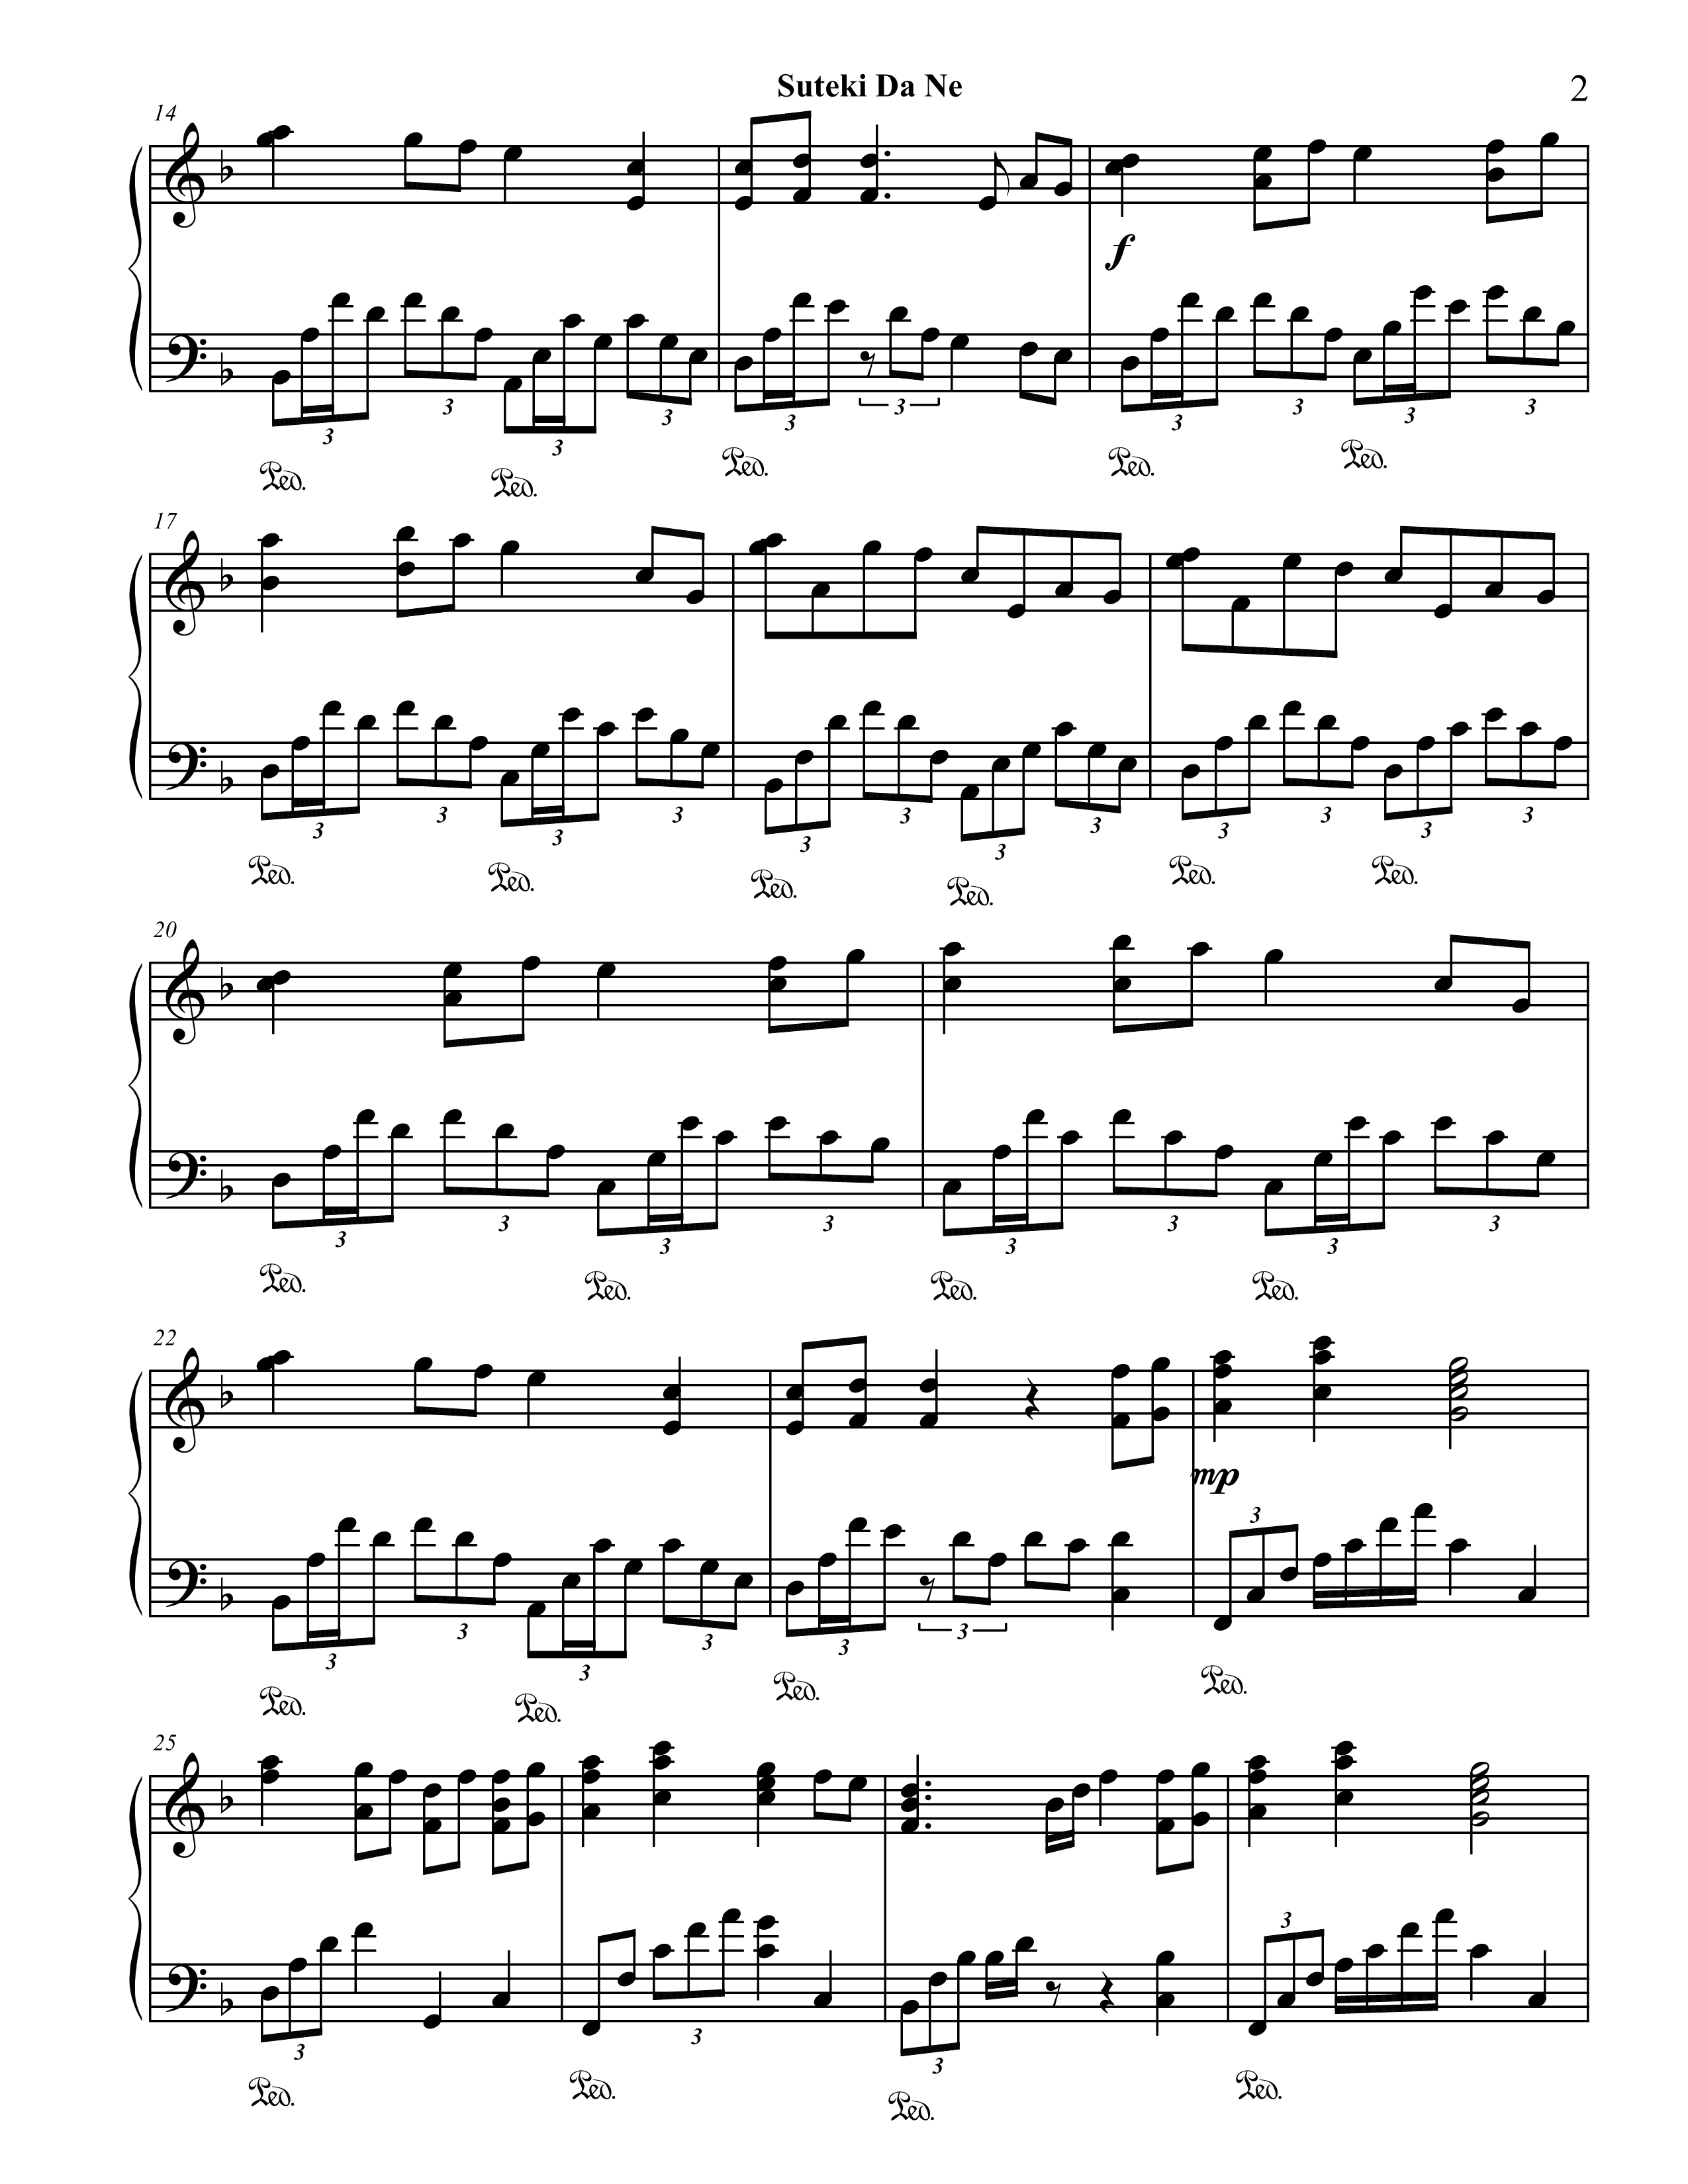 Suteki Da Ne
2
14
f
3 3 3 3 3 3 3 3 3 3
Ped. Ped. Ped. Ped. Ped.
17
3 3 3 3 3 3 3 3 3 3 3 3
Ped. Ped. Ped. Ped. Ped. Ped.
20
3 3 3 3 3 3 3 3
Ped. Ped. Ped. Ped.
22
mp
3 3 3 3 3 3 3
Ped. Ped. Ped. Ped.
25
3 3 3 3
Ped. Ped. Ped. Ped.